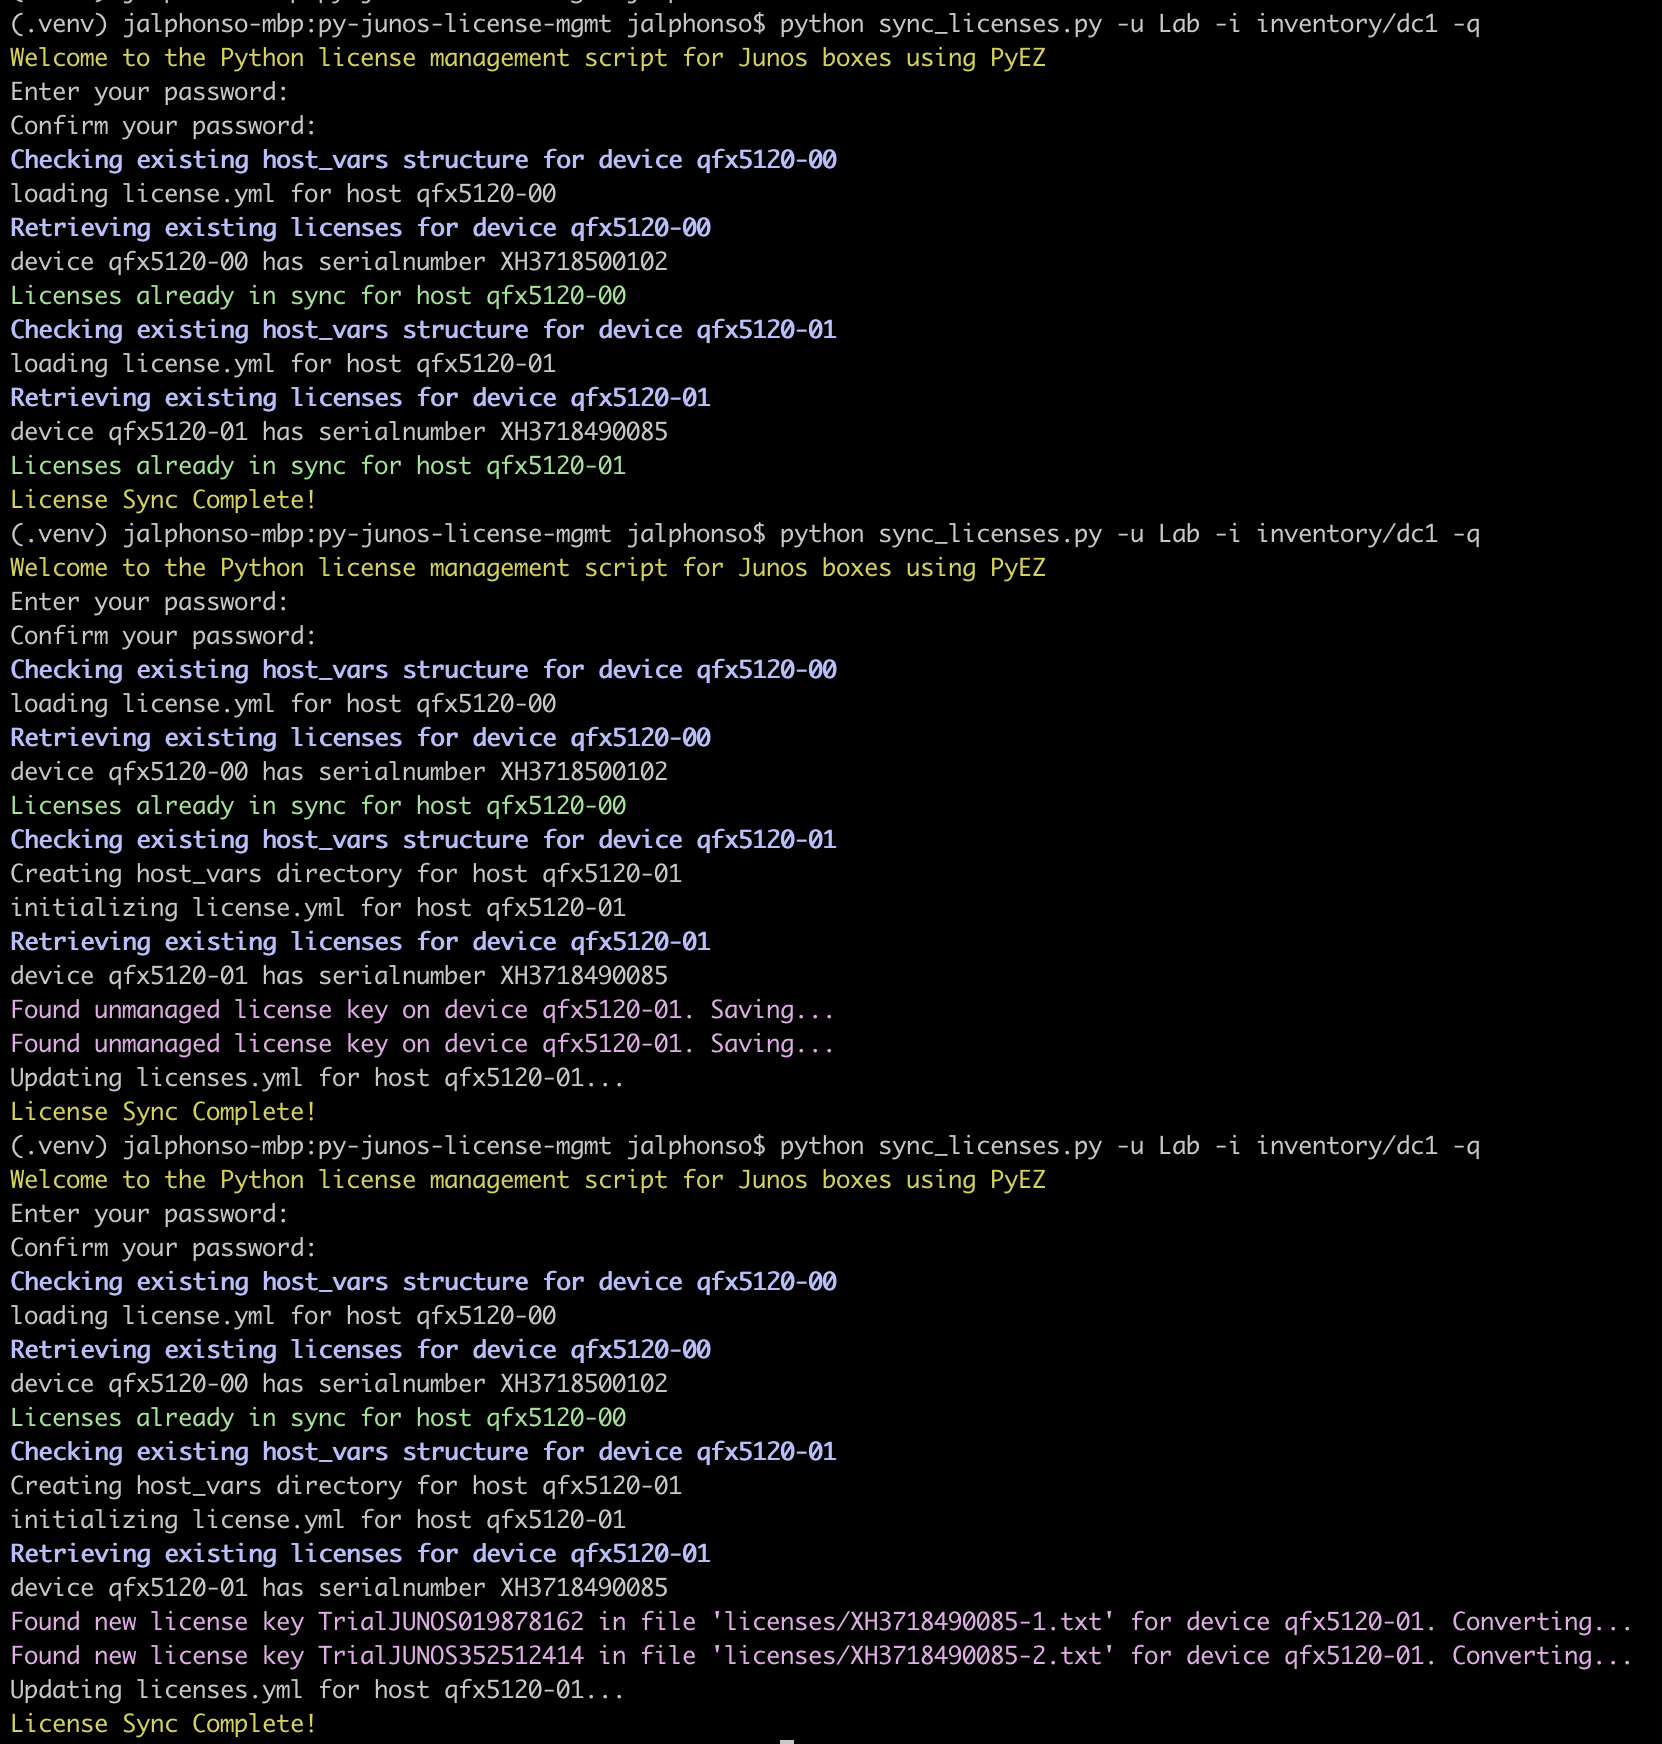 (.venv) jalphonso-mbp:py-junos-license-mgmt jalphonso$ python sync_licenses.py -u Lab -i inventory/dc1 -q
Welcome to the Python license management script for Junos boxes using PyEZ
Enter your password:
Confirm your password:
Checking existing host_vars structure for device qfx5120-00
loading license.yml for host qfx5120-00
Retrieving existing licenses for device qfx5120-00
device qfx5120-00 has serialnumber XH3718500102
Licenses already in sync for host qfx5120-00
Checking existing host_vars structure for device qfx5120-01
loading license.yml for host qfx5120-01
Retrieving existing licenses for device qfx5120-01
device qfx5120-01 has serialnumber XH3718490085
Licenses already in sync for host qfx5120-01
License Sync Complete!
(.venv) jalphonso-mbp:py-junos-license-mgmt jalphonso$ python sync_licenses.py -u Lab -i inventory/dc1 -q
Welcome to the Python license management script for Junos boxes using PyEZ
Enter your password:
Confirm your password:
Checking existing host_vars structure for device qfx5120-00
loading license.yml for host qfx5120-00
Retrieving existing licenses for device qfx5120-00
device qfx5120-00 has serialnumber XH3718500102
Licenses already in sync for host qfx5120-00
Checking existing host_vars structure for device qfx5120-01
Creating host_vars directory for host qfx5120-01
initializing license.yml for host qfx5120-01
Retrieving existing licenses for device qfx5120-01
device qfx5120-01 has serialnumber XH3718490085
Found unmanaged license key on device qfx5120-01. Saving...
Found unmanaged license key on device qfx5120-01. Saving...
Updating licenses.yml for host qfx5120-01...
License Sync Complete!
(.venv) jalphonso-mbp:py-junos-license-mgmt jalphonso$ python sync_licenses.py -u Lab -i inventory/dc1 -q
Welcome to the Python license management script for Junos boxes using PyEZ
Enter your password:
Confirm your password:
Checking existing host_vars structure for device qfx5120-00
loading license.yml for host qfx5120-00
Retrieving existing licenses for device qfx5120-00
device qfx5120-00 has serialnumber XH3718500102
Licenses already in sync for host qfx5120-00
Checking existing host_vars structure for device qfx5120-01
Creating host_vars directory for host qfx5120-01
initializing license.yml for host qfx5120-01
Retrieving existing licenses for device qfx5120-01
device qfx5120-01 has serialnumber XH3718490085
Found new license key TrialJUNOS019878162 in file 'licenses/XH3718490085-1.txt' for device qfx5120-01. Converting...
Found new license key TrialJUNOS352512414 in file 'licenses/XH3718490085-2.txt' for device qfx5120-01. Converting...
Updating licenses.yml for host qfx5120-01...
License Sync Complete!